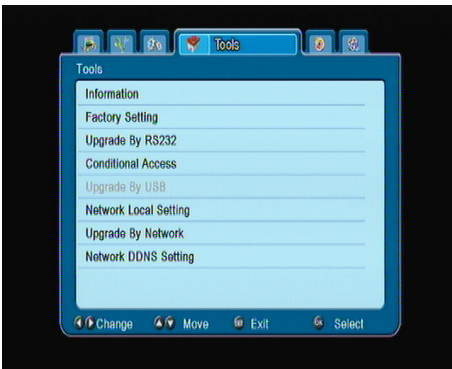 Tools
Tools
Information
Factory Setting
Upgrade By RS232
Conditional Access
Upgrade By USB
Network Local Setting
Upgrade By Network
Network DDNS Setting
Change Move Exit Select